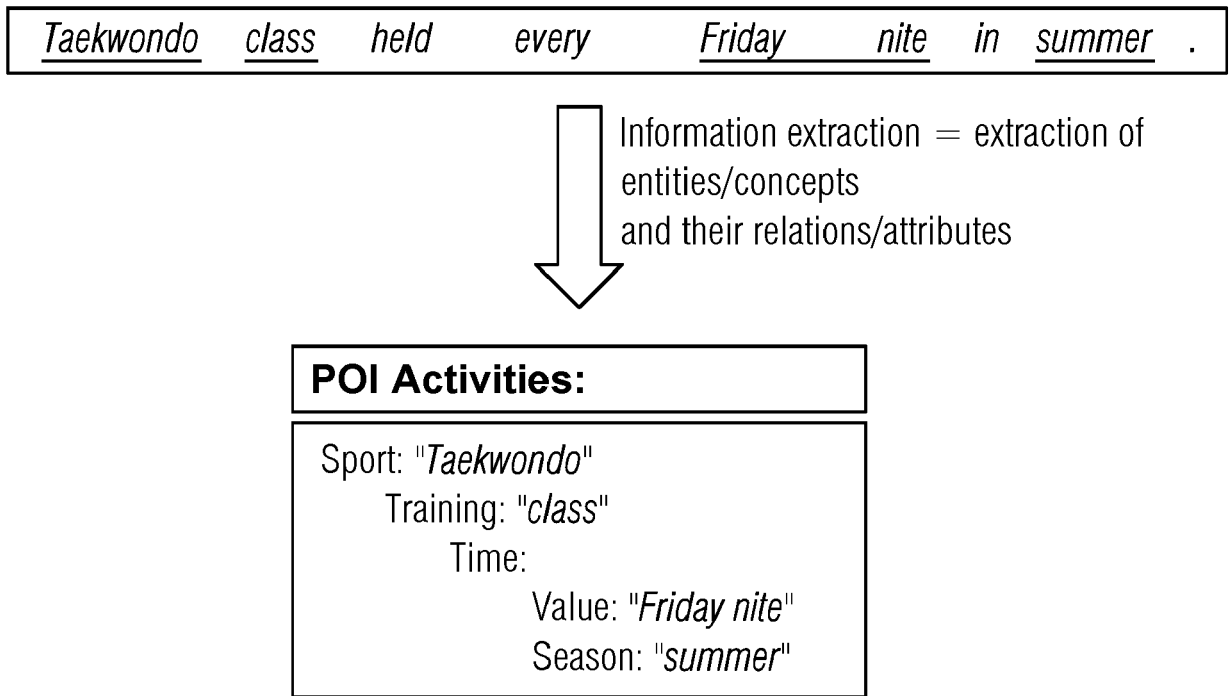 Taekwondo class held every Friday nite in summer .
Information extraction = extraction of
entities/concepts
and their relations/attributes
POI Activities:
Sport: "Taekwondo"
Training: "class"
Time:
Value: "Friday nite"
Season: "summer"